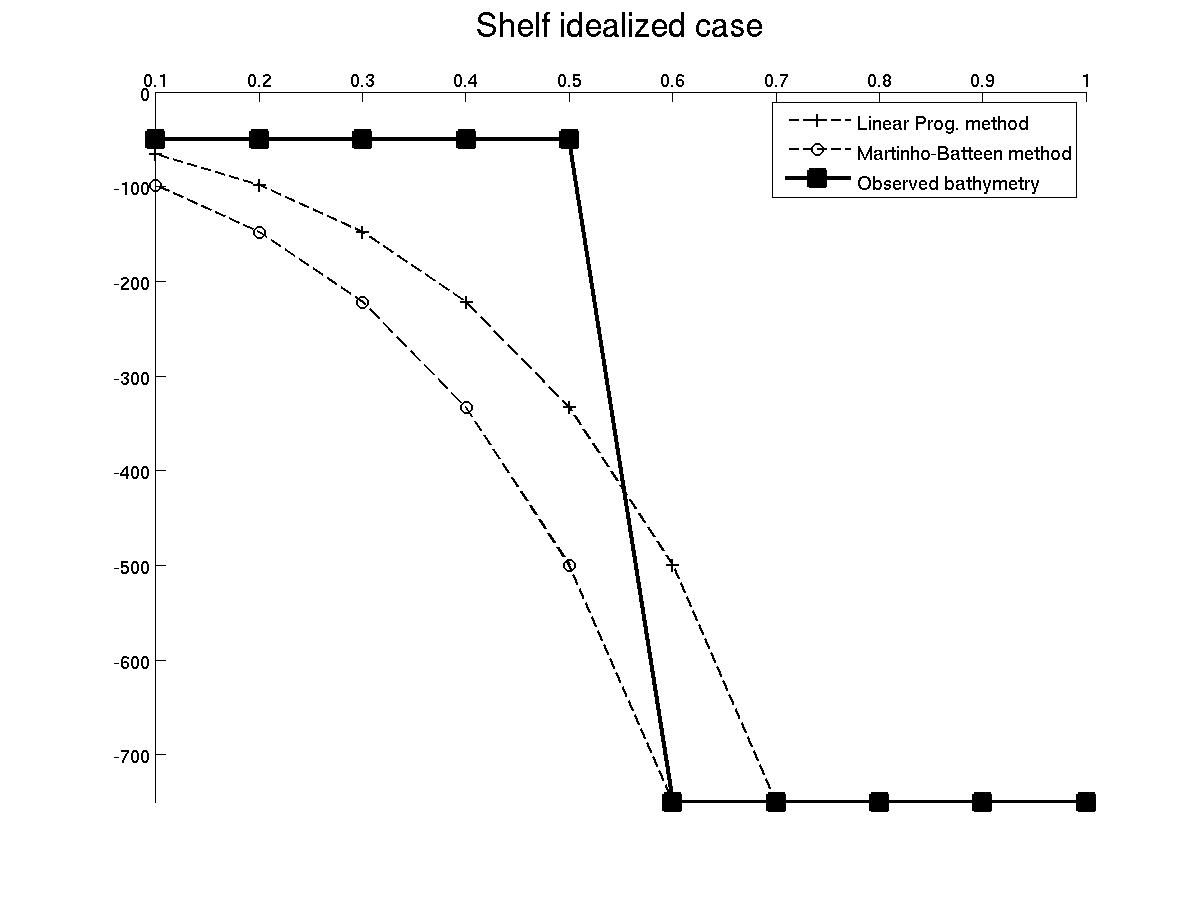 Shelf idealized case
0.1 0.2 0.3 0.4 0.5 0.6 0.7 0.8 0.9 1
0
Linear Prog. method
Martinho-Batteen method
Observed bathymetry
-100
-200
-300
-400
-500
-600
-700